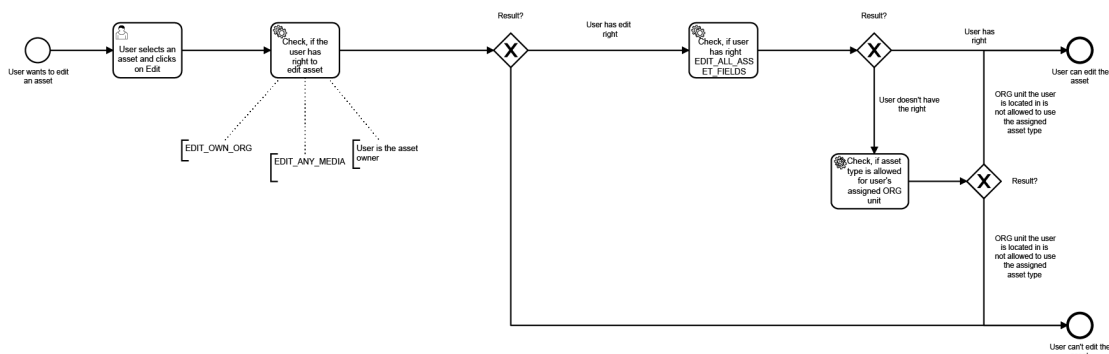 User wants to edit
an asset
User selects an
asset and clicks
on Edit
Check, if the
user has
right to
edit asset
EDIT_OWN_ORG
EDIT_ANY_MEDIA
User is the asset
owner
Result?
User has edit
right
Check, if user
has right
EDIT_ALL_ASS
ET_FIELDS
Result?
User has
right
User can edit the
asset
User doesn't have
the right
Check, if asset
type is allowed
for user's
assigned ORG
unit
Result?
ORG unit the user
is located in is
not allowed to use
the assigned
asset type
ORG unit the user
is located in is
not allowed to use
the assigned
asset type
User can't edit the